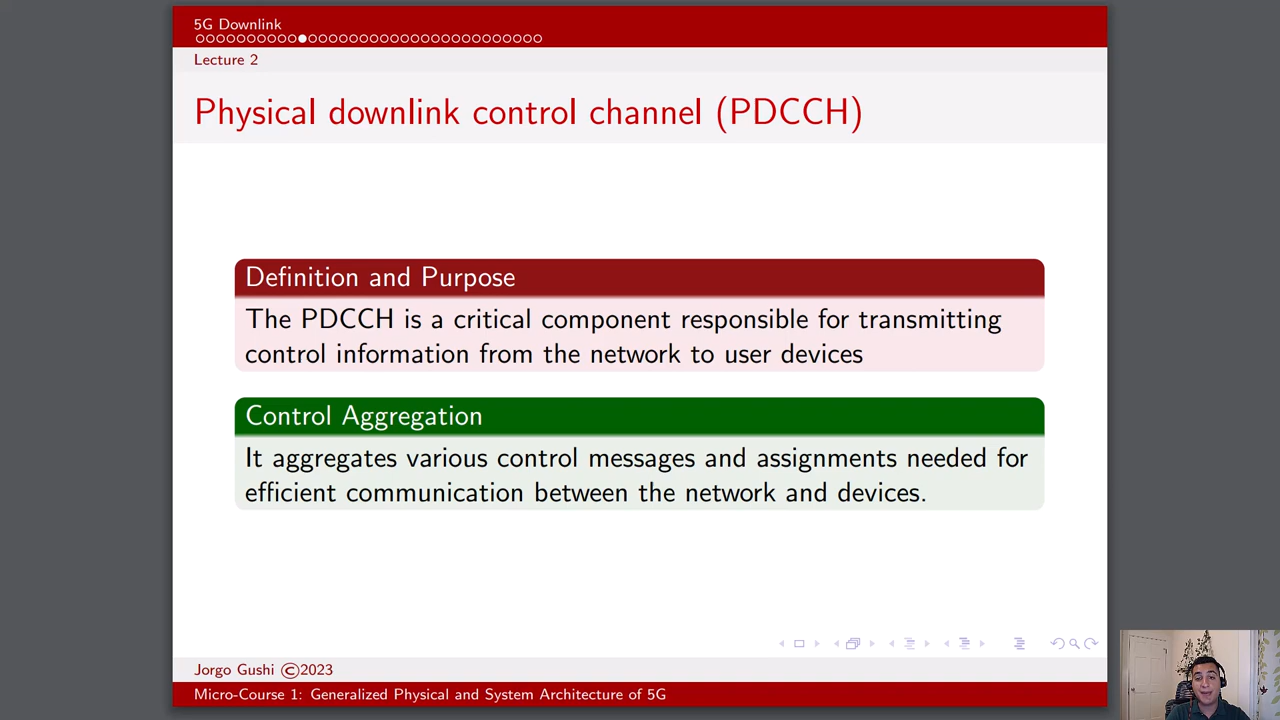 5G Downlink
Lecture 2
Physical downlink control channel (PDCCH)
Definition and Purpose
The PDCCH is a critical component responsible for transmitting
control information from the network to user devices
Control Aggregation
It aggregates various control messages and assignments needed for
efficient communication between the network and devices.
Jorgo Gushi ©2023
Micro-Course 1: Generalized Physical and System Architecture of 5G